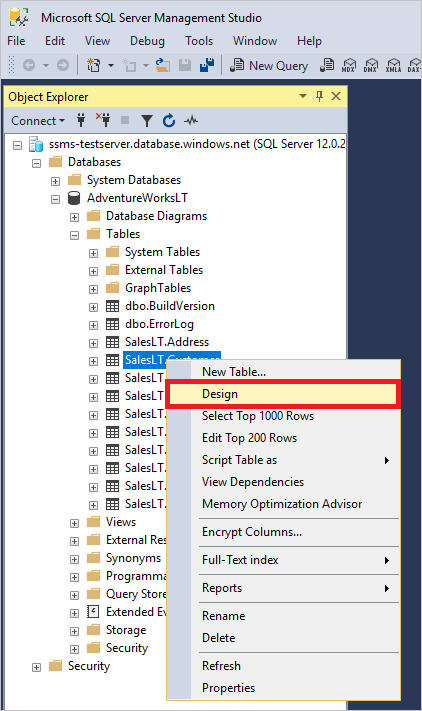 Microsoft SQL Server Management Studio
File Edit View Debug Tools Window Help
New Query MDX DMX XMLA DAX
Object Explorer
Connect
ssms-testserver.database.windows.net (SQL Server 12.0.2
Databases
System Databases
AdventureWorksLT
Database Diagrams
Tables
System Tables
External Tables
GraphTables
dbo.BuildVersion
dbo.ErrorLog
SalesLT.Address
SalesLT.Customer
New Table...
SalesLT
Design
SalesLT.
Select Top 1000 Rows
SalesLT.
Edit Top 200 Rows
SalesLT.
Script Table as
SalesLT.
View Dependencies
SalesLT.
Memory Optimization Advisor
SalesLT.
SalesLT.
Encrypt Columns...
Views
External Res
Full-Text index
Synonyms
Programma
Reports
Query Store
Extended Ev
Rename
Storage
Delete
Security
Security
Refresh
Properties